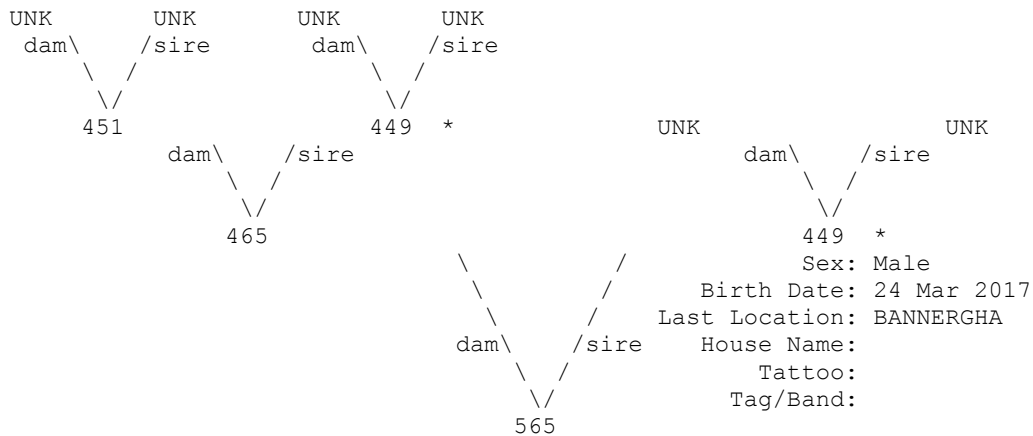 UNK UNK UNK UNK
dam\ /sire dam\ /sire
\ / \ /
\/ \/
451 449 * UNK UNK
dam\ /sire dam\ /sire
\ / \ /
\/ \/
465 449 *
\ / Sex: Male
\ / Birth Date: 24 Mar 2017
\ / Last Location: BANNERGHA
dam\ /sire House Name:
\ / Tattoo:
\/ Tag/Band:
565